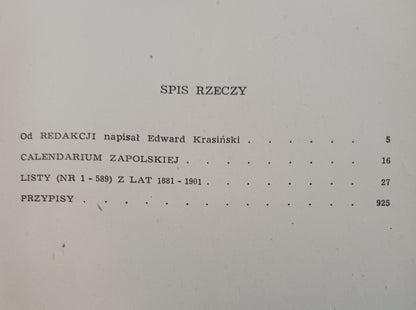 SPIS RZECZY
Od REDAKCJI napisał Edward Krasiński . . . . . . 5
CALENDARIUM ZAPOLSKIEJ . . . . . . . . . 16
LISTY (NR 1 - 589) Z LAT 1881 - 1901 . . . . . . . . 27
PRZYPISY . . . . . . . . . . . . . 925